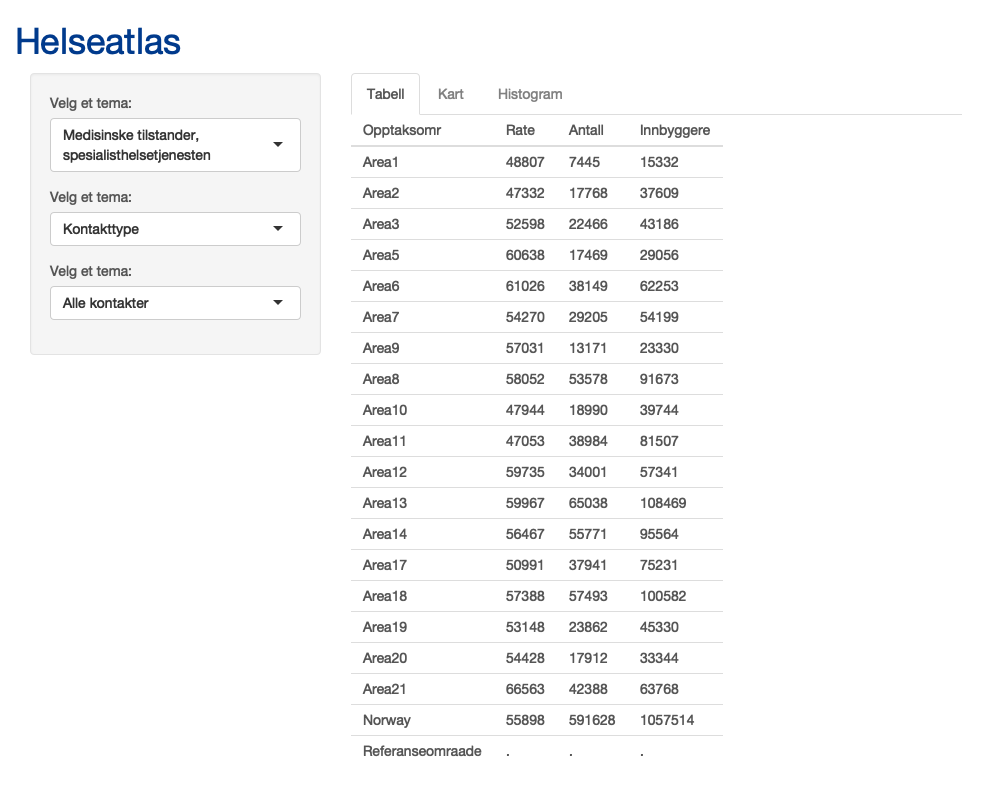 Helseatlas
Velg et tema:
Medisinske tilstander,
spesialisthelsetjenesten
Velg et tema:
Kontakttype
Velg et tema:
Alle kontakter
Tabell Kart Histogram
Opptaksomr Rate Antall Innbyggere
Area1 48807 7445 15332
Area2 47332 17768 37609
Area3 52598 22466 43186
Area5 60638 17469 29056
Area6 61026 38149 62253
Area7 54270 29205 54199
Area9 57031 13171 23330
Area8 58052 53578 91673
Area10 47944 18990 39744
Area11 47053 38984 81507
Area12 59735 34001 57341
Area13 59967 65038 108469
Area14 56467 55771 95564
Area17 50991 37941 75231
Area18 57388 57493 100582
Area19 53148 23862 45330
Area20 54428 17912 33344
Area21 66563 42388 63768
Norway 55898 591628 1057514
Referanseomraade . . .